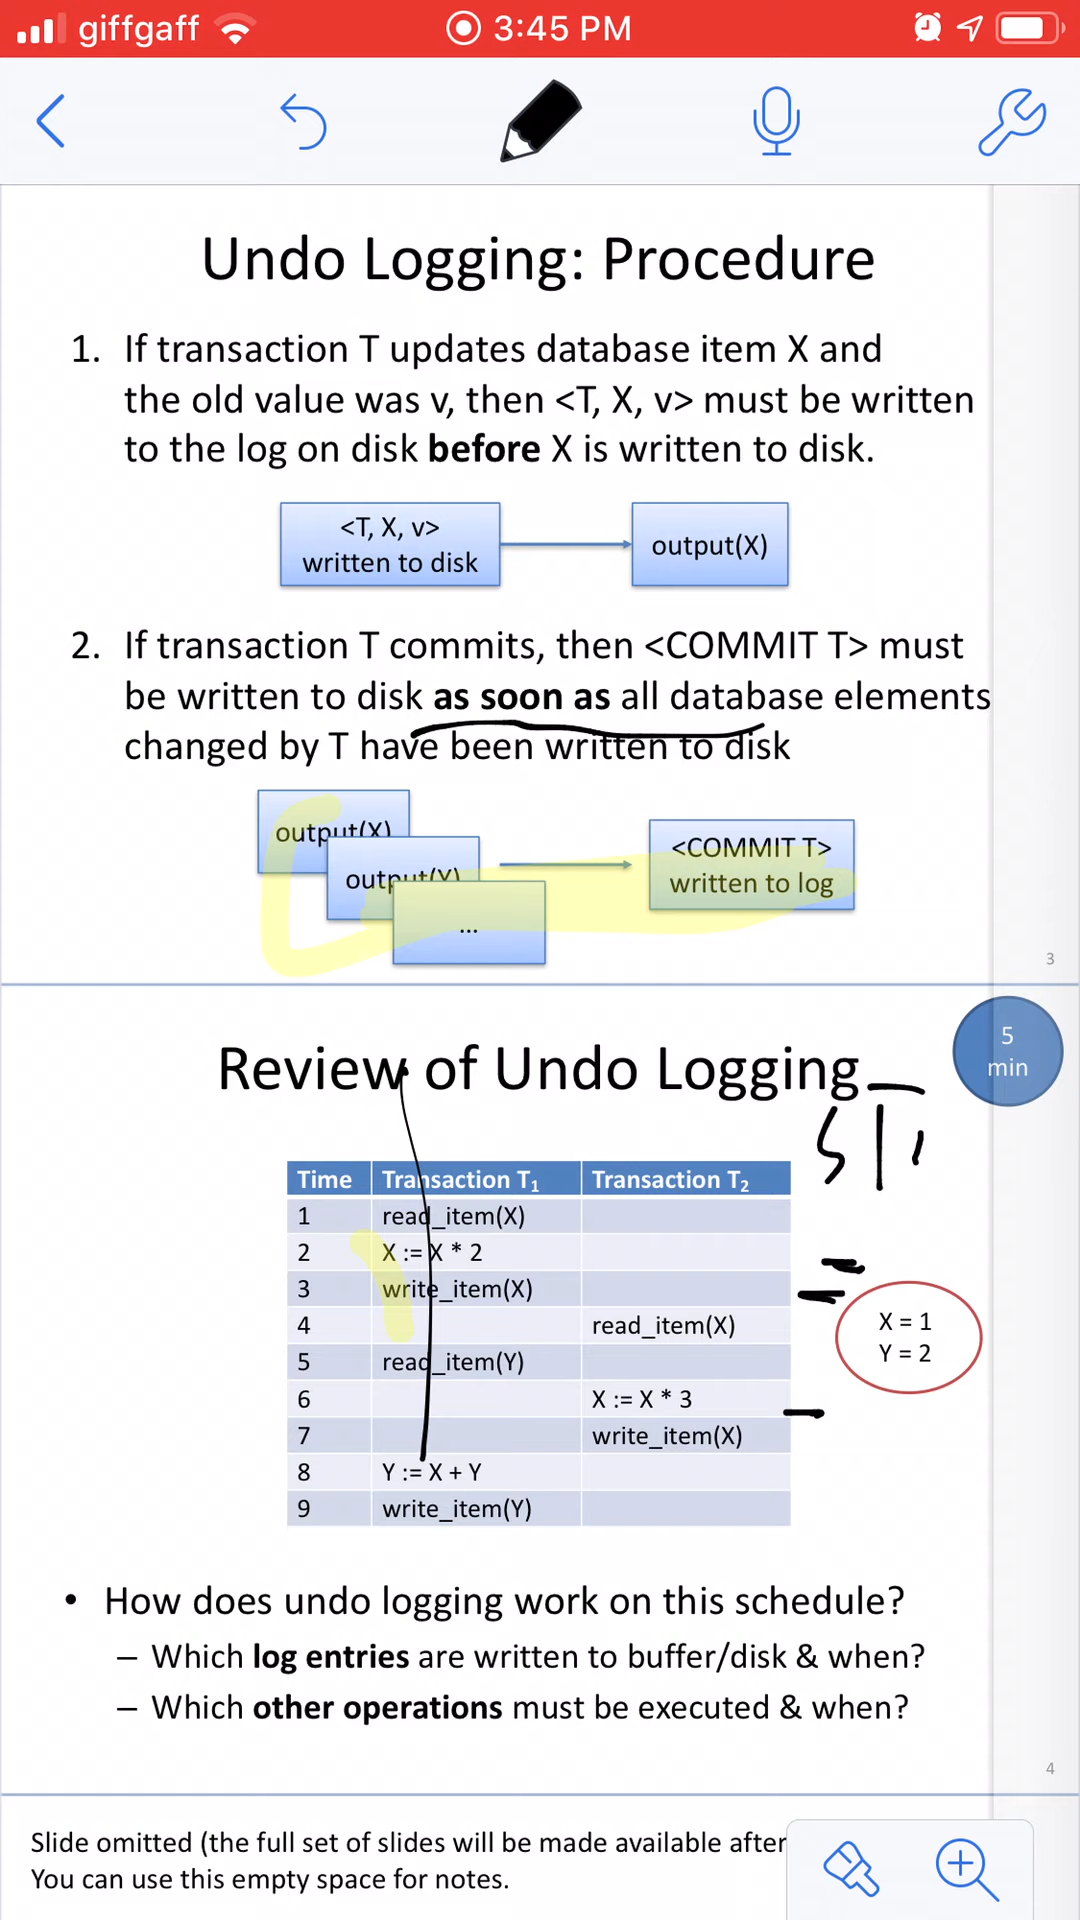 giffgaff 3:45 PM
Undo Logging: Procedure
1. If transaction T updates database item X and
the old value was v, then <T, X, v> must be written
to the log on disk before X is written to disk.
<T, X, v>
written to disk
output(X)
2. If transaction T commits, then <COMMIT T> must
be written to disk as soon as all database elements
changed by T have been written to disk
output(X)
output(Y)
...
<COMMIT T>
written to log
3
Review of Undo Logging
5
min
Time Transaction T₁ Transaction T₂
1 read_item(X)
2 X := X * 2
3 write_item(X)
4 read_item(X)
5 read_item(Y)
6 X := X * 3
7 write_item(X)
8 Y := X + Y
9 write_item(Y)
X = 1
Y = 2
• How does undo logging work on this schedule?
– Which log entries are written to buffer/disk & when?
– Which other operations must be executed & when?
4
Slide omitted (the full set of slides will be made available after
You can use this empty space for notes.